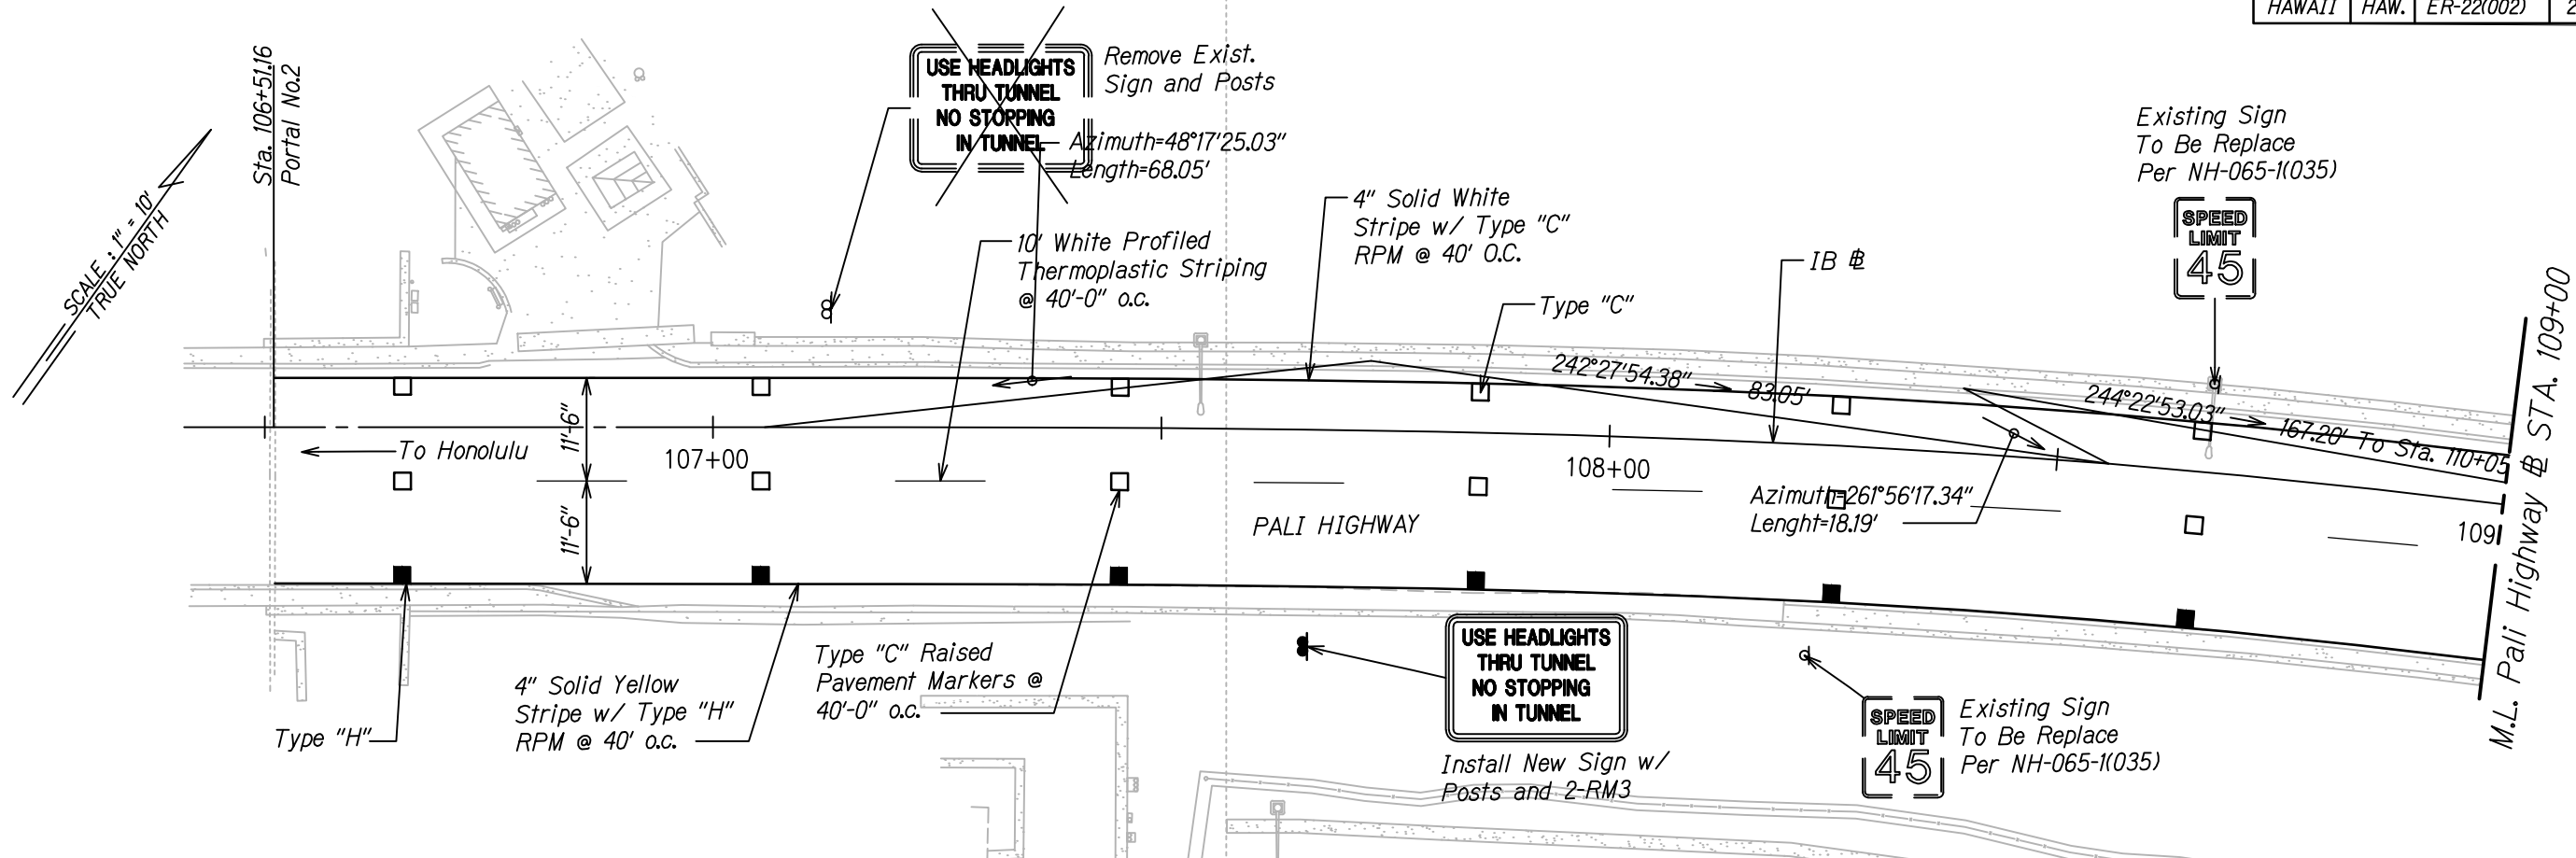 HAWAII HAW. ER-22(002) 2
Sta. 106+51.16
Portal No.2
SCALE : 1" = 10'
TRUE NORTH
USE HEADLIGHTS
THRU TUNNEL
NO STOPPING
IN TUNNEL
Remove Exist.
Sign and Posts
Azimuth=48°17'25.03"
Length=68.05'
10' White Profiled
Thermoplastic Striping
@ 40'-0" o.c.
4" Solid White
Stripe w/ Type "C"
RPM @ 40' O.C.
Type "C"
IB ℄
Existing Sign
To Be Replace
Per NH-065-1(035)
SPEED
LIMIT
45
242°27'54.38"
83.05'
244°22'53.03"
167.20' To Sta. 110+05
To Honolulu
11'-6"
11'-6"
107+00
108+00
109
PALI HIGHWAY
Azimuth=261°56'17.34"
Lenght=18.19'
M.L. Pali Highway ℄ STA. 109+00
Type "H"
4" Solid Yellow
Stripe w/ Type "H"
RPM @ 40' o.c.
Type "C" Raised
Pavement Markers @
40'-0" o.c.
USE HEADLIGHTS
THRU TUNNEL
NO STOPPING
IN TUNNEL
Install New Sign w/
Posts and 2-RM3
SPEED
LIMIT
45
Existing Sign
To Be Replace
Per NH-065-1(035)